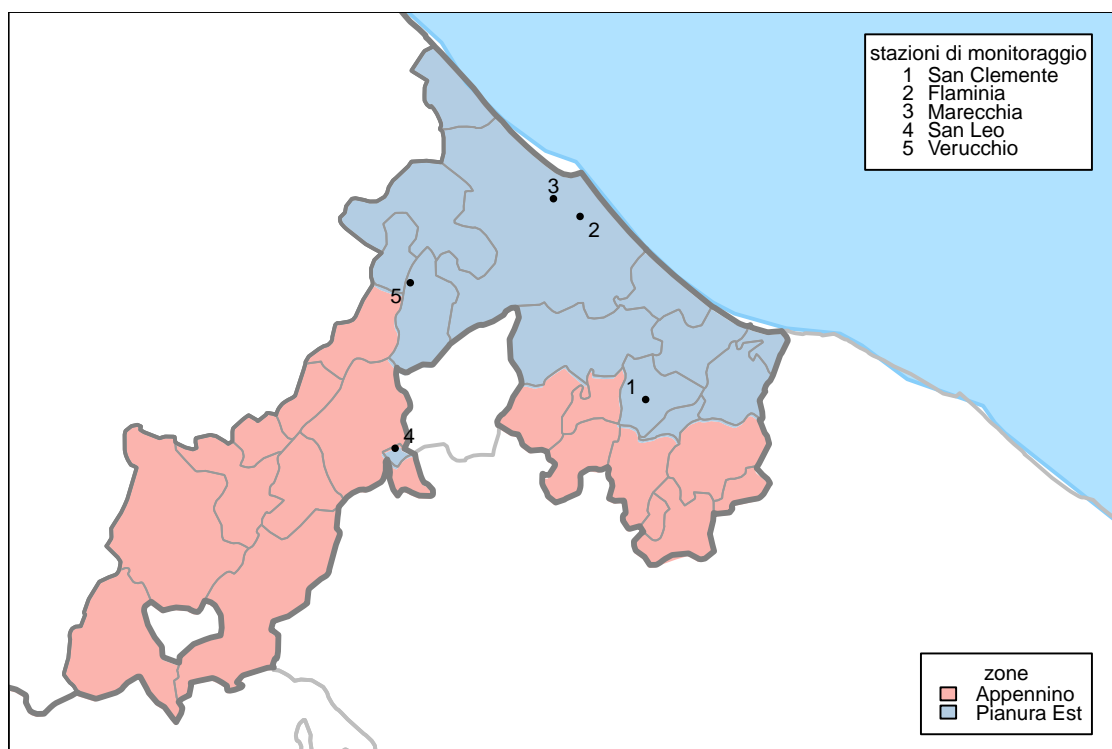 stazioni di monitoraggio
1 San Clemente
2 Flaminia
3 Marecchia
4 San Leo
5 Verucchio
3
2
5
1
4
zone
Appennino
Pianura Est